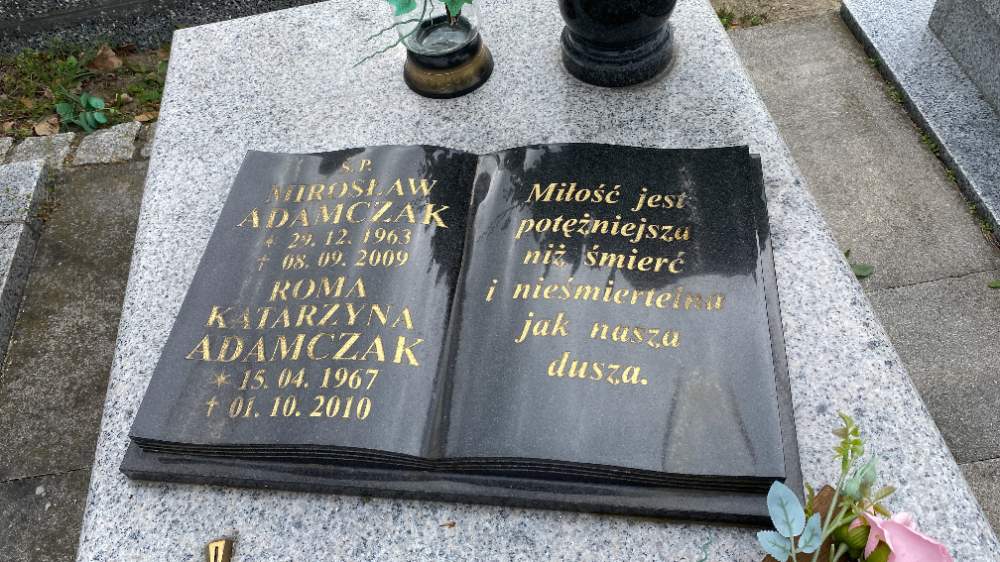 Ś. P.
MIROSŁAW
ADAMCZAK
* 29. 12. 1963
† 08. 09. 2009
ROMA
KATARZYNA
ADAMCZAK
* 15. 04. 1967
† 01. 10. 2010
Miłość jest
potężniejsza
niż śmierć
i nieśmiertelna
jak nasza
dusza.